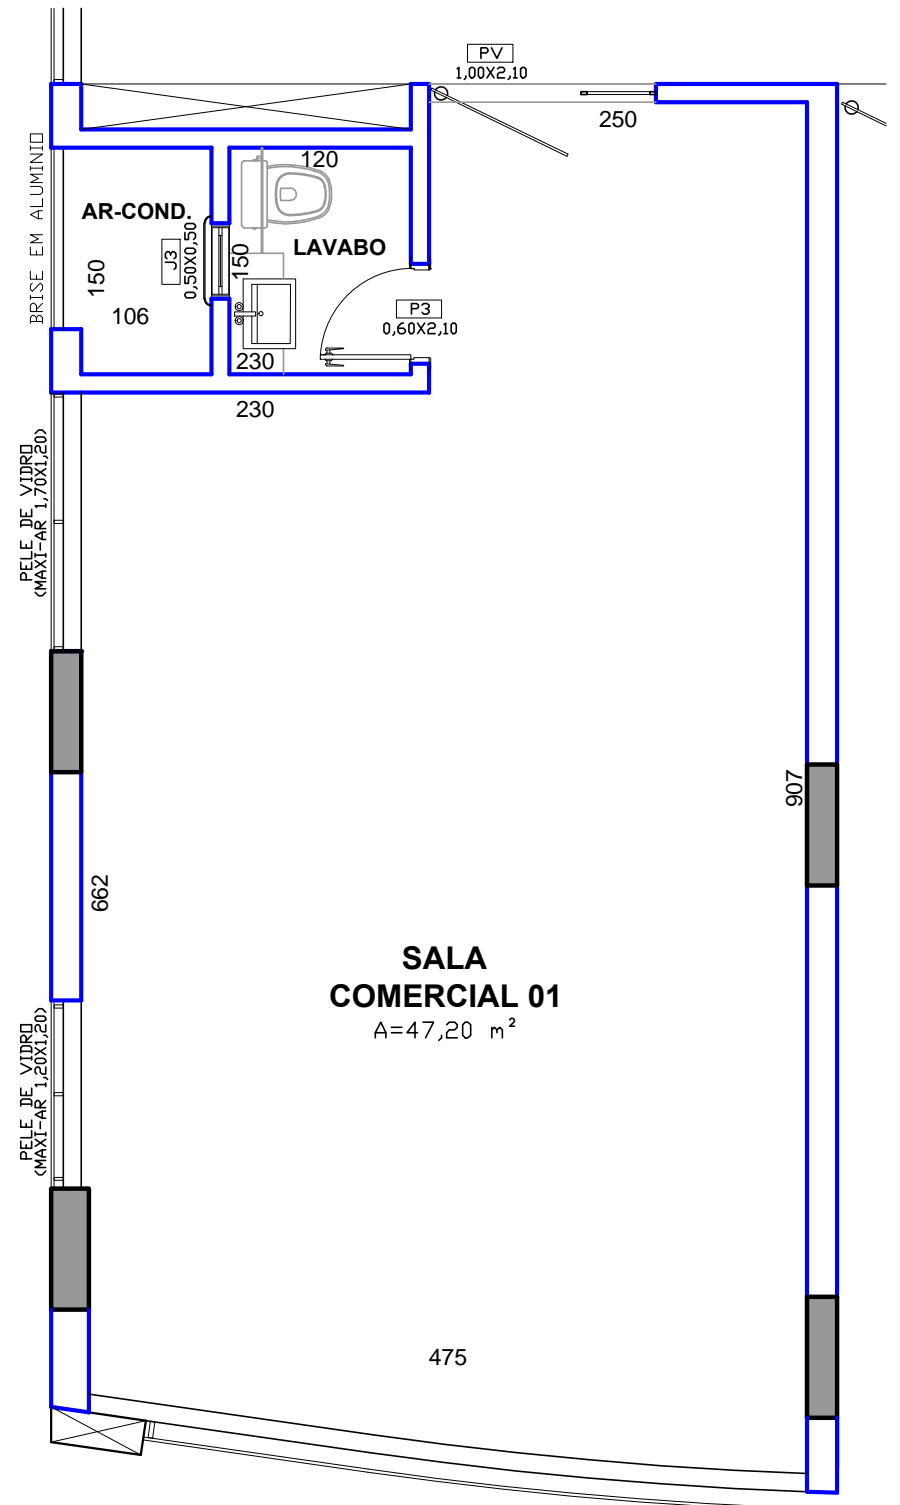 PV
1,00X2,10
250
120
BRISE EM ALUMINIO
AR-COND.
LAVABO
J3
0,50X0,50
150
150
106
P3
0,60X2,10
230
230
PELE DE VIDRO
(MAXI-AR 1,70X1,20)
907
662
SALA
COMERCIAL 01
A=47,20 m²
PELE DE VIDRO
(MAXI-AR 1,20X1,20)
475